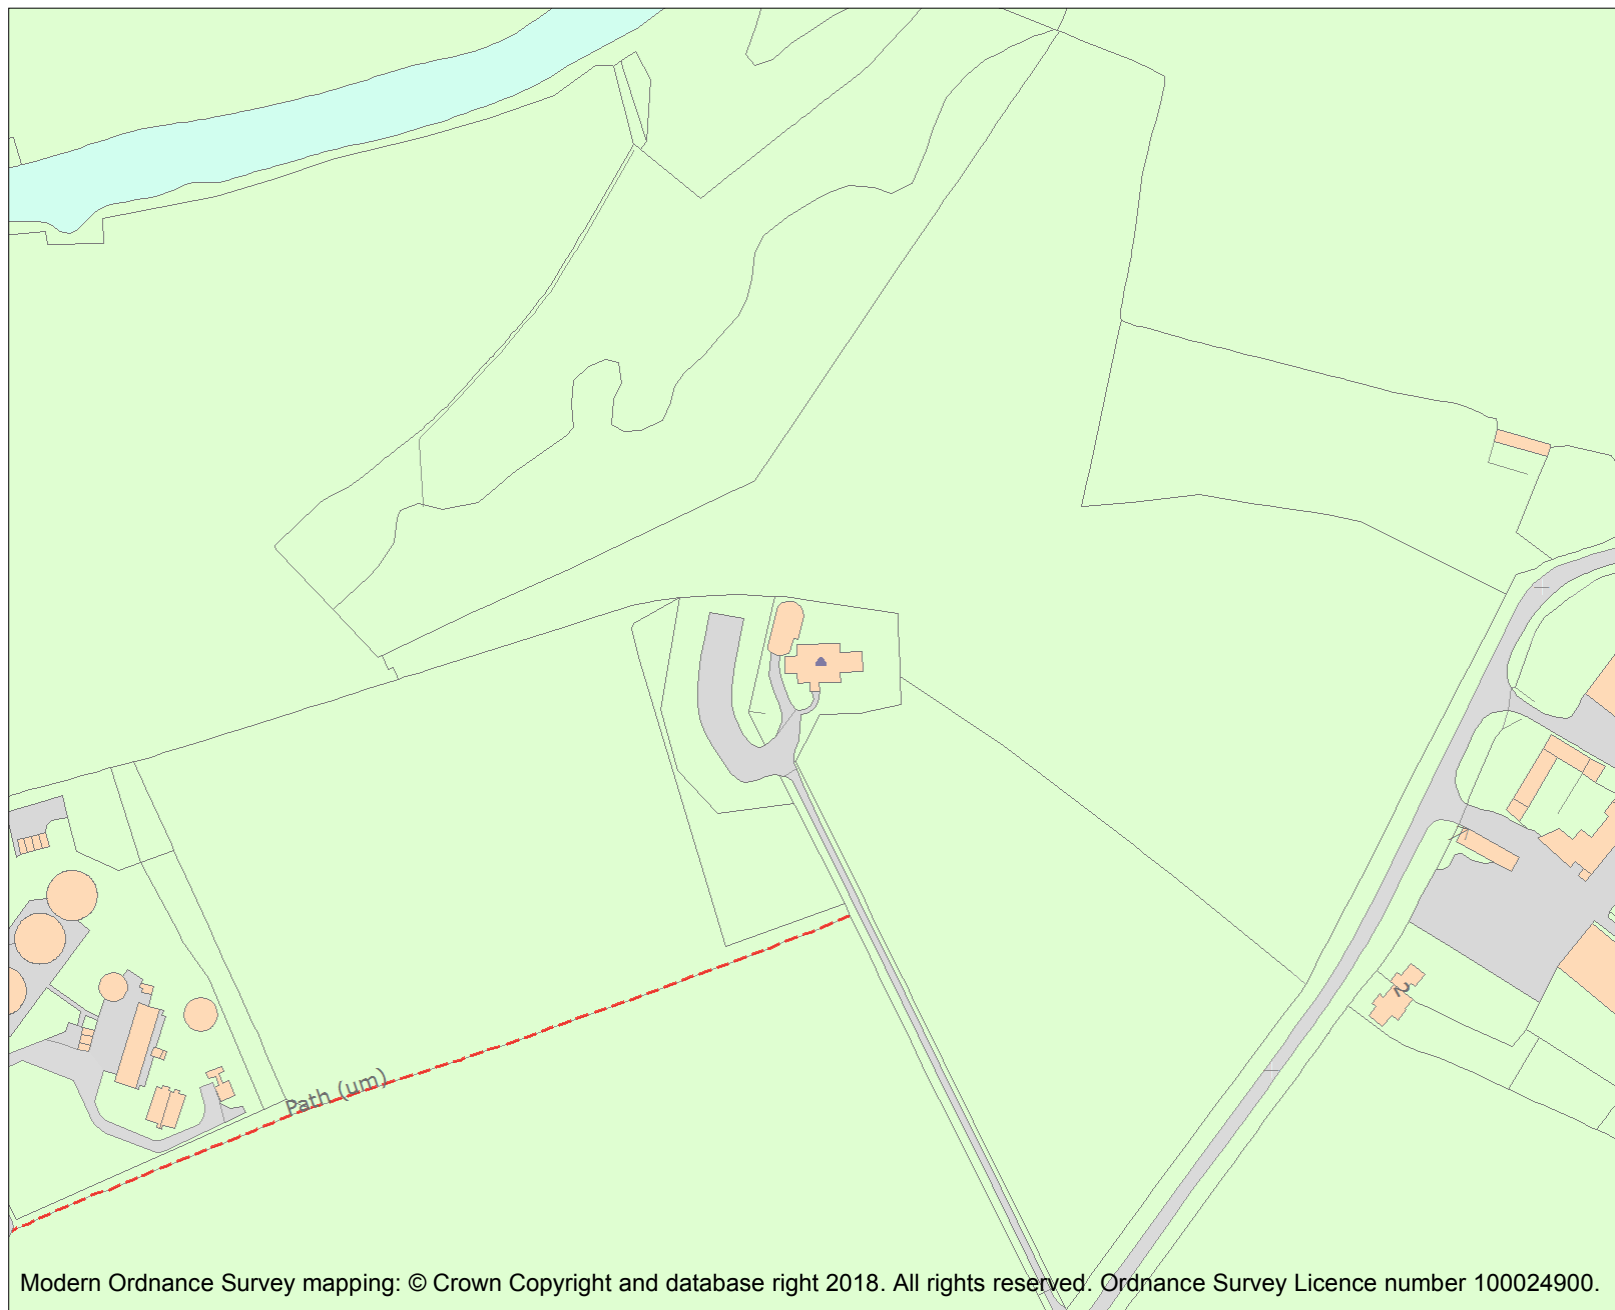 2
Path (um)
Modern Ordnance Survey mapping: © Crown Copyright and database right 2018. All rights reserved. Ordnance Survey Licence number 100024900.